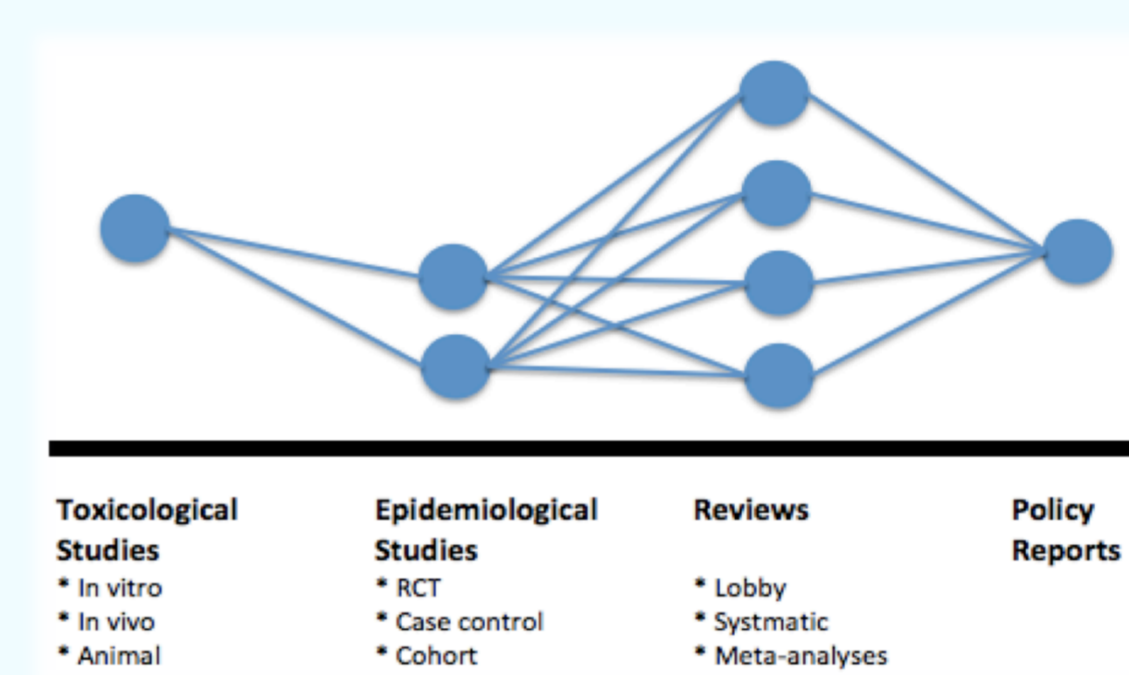 Toxicological
Studies
* In vitro
* In vivo
* Animal
Epidemiological
Studies
* RCT
* Case control
* Cohort
Reviews
* Lobby
* Systmatic
* Meta-analyses
Policy
Reports